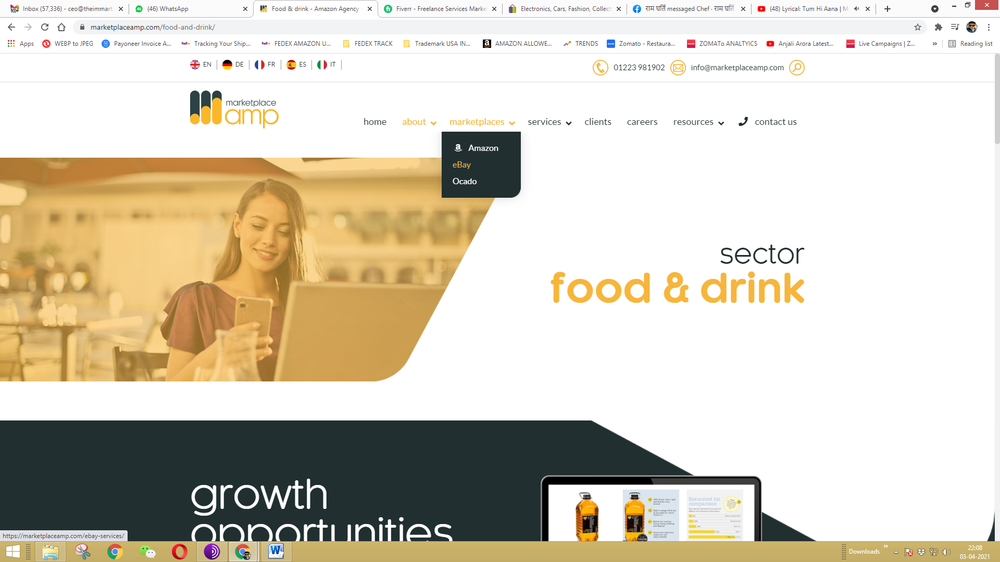 Inbox (57,336) - ceo@theimmart.
(46) WhatsApp
Food & drink - Amazon Agency -
Fiverr - Freelance Services Marke
Electronics, Cars, Fashion, Collect
राम घर्ति messaged Chef · राम घर्ति
(48) Lyrical: Tum Hi Aana | M
marketplaceamp.com/food-and-drink/
Apps
WEBP to JPEG
Payoneer Invoice A...
Tracking Your Ship...
FEDEX AMAZON U...
FEDEX TRACK
Trademark USA IN...
AMAZON ALLOWE...
TRENDS
Zomato - Restaura...
ZOMATo ANALTYICS
Anjali Arora Latest...
Live Campaigns | Z...
»
Reading list
EN
DE
FR
ES
IT
01223 981902
info@marketplaceamp.com
marketplace
amp
home
about
marketplaces
services
clients
careers
resources
contact us
Amazon
eBay
Ocado
sector
food & drink
growth
opportunities
Saturated fat
comparison
https://marketplaceamp.com/ebay-services/
Downloads
22:08
03-04-2021